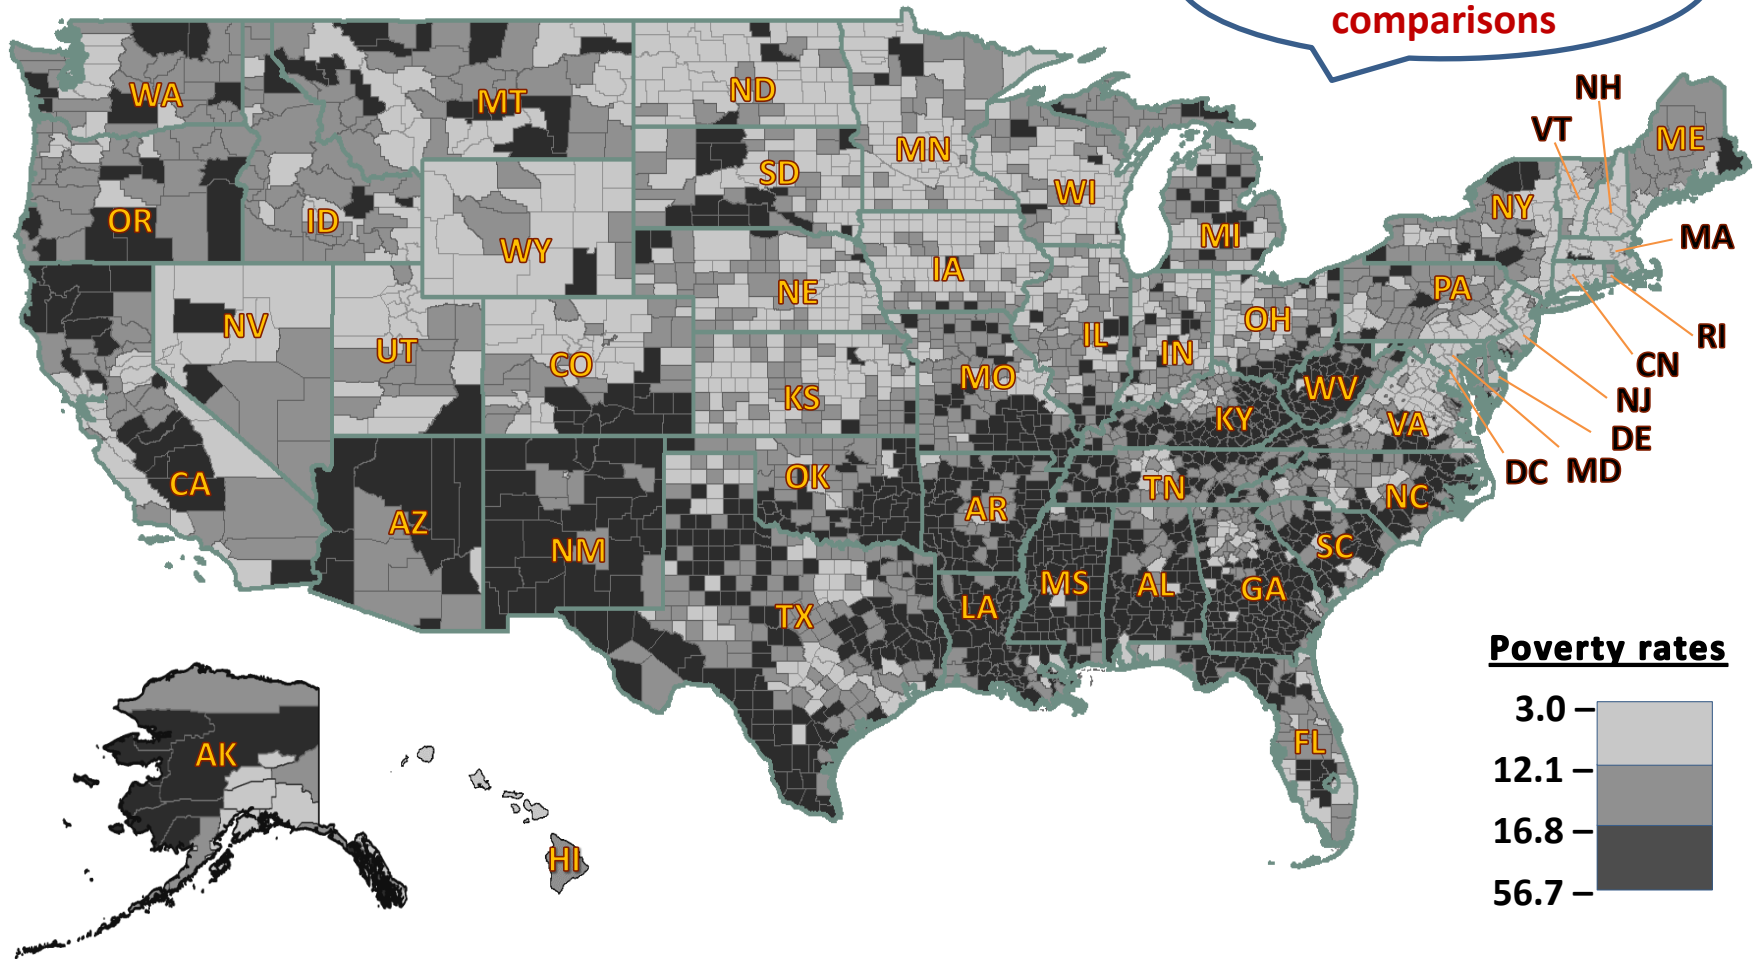 comparisons
NH
VT
ME
WA
MT
ND
MN
SD
WI
NY
MA
OR
ID
WY
MI
IA
NE
PA
NV
UT
CO
IL
IN
OH
RI
CN
KS
MO
KY
WV
VA
NJ
DE
DC
MD
CA
AZ
NM
OK
AR
TN
NC
SC
TX
LA
MS
AL
GA
FL
AK
HI
Poverty rates
3.0
12.1
16.8
56.7